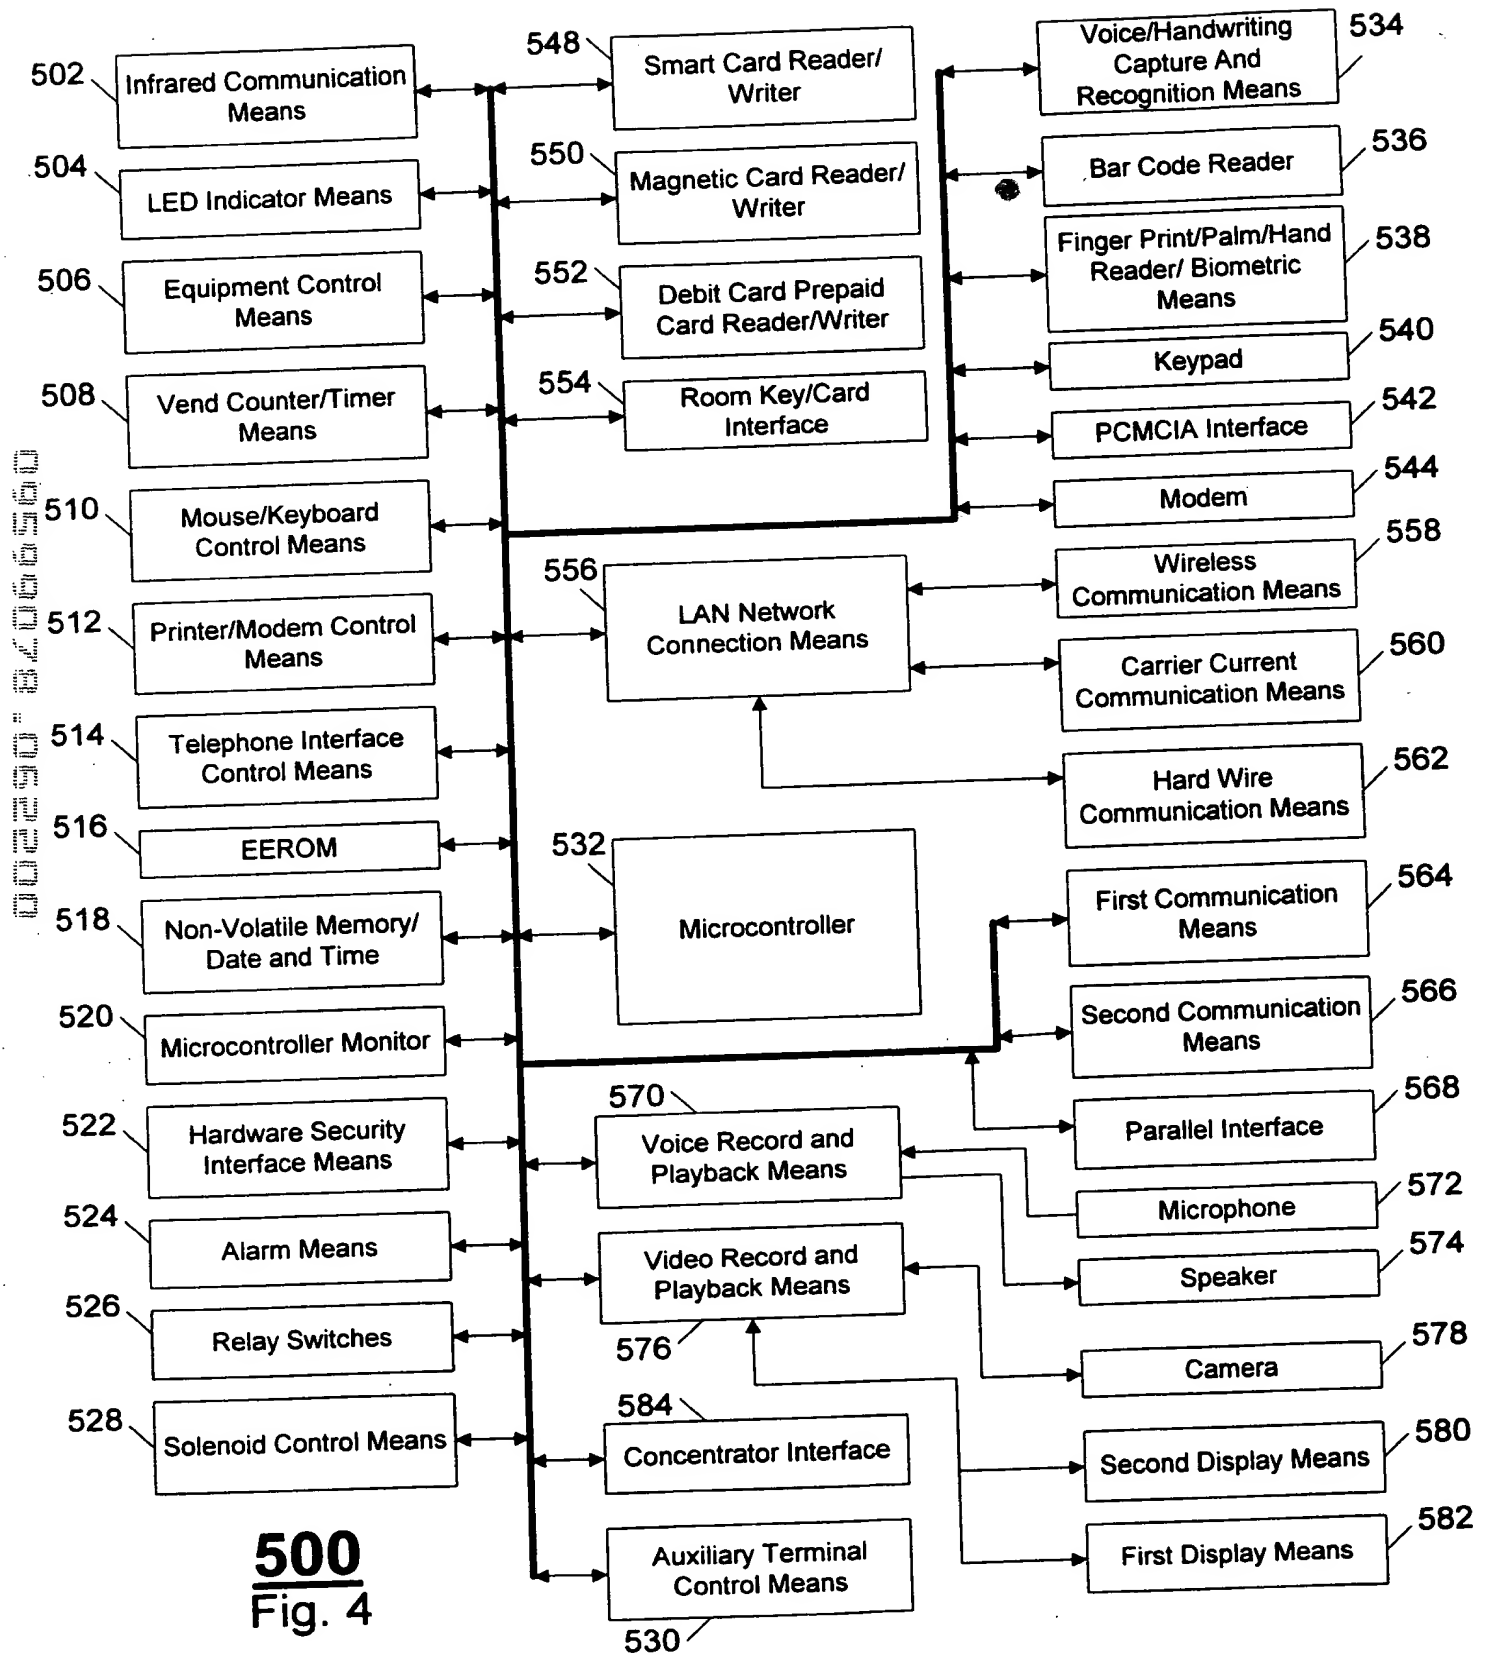 502
Infrared Communication
Means
504
LED Indicator Means
506
Equipment Control
Means
508
Vend Counter/Timer
Means
510
Mouse/Keyboard
Control Means
512
Printer/Modem Control
Means
514
Telephone Interface
Control Means
516
EEROM
518
Non-Volatile Memory/
Date and Time
520
Microcontroller Monitor
522
Hardware Security
Interface Means
524
Alarm Means
526
Relay Switches
528
Solenoid Control Means
548
Smart Card Reader/
Writer
550
Magnetic Card Reader/
Writer
552
Debit Card Prepaid
Card Reader/Writer
554
Room Key/Card
Interface
556
LAN Network
Connection Means
532
Microcontroller
570
Voice Record and
Playback Means
Video Record and
Playback Means
576
584
Concentrator Interface
Auxiliary Terminal
Control Means
530
534
Voice/Handwriting
Capture And
Recognition Means
536
Bar Code Reader
538
Finger Print/Palm/Hand
Reader/ Biometric
Means
540
Keypad
542
PCMCIA Interface
544
Modem
558
Wireless
Communication Means
560
Carrier Current
Communication Means
562
Hard Wire
Communication Means
564
First Communication
Means
566
Second Communication
Means
568
Parallel Interface
572
Microphone
574
Speaker
578
Camera
580
Second Display Means
582
First Display Means
500
Fig. 4
09599078 . 062200